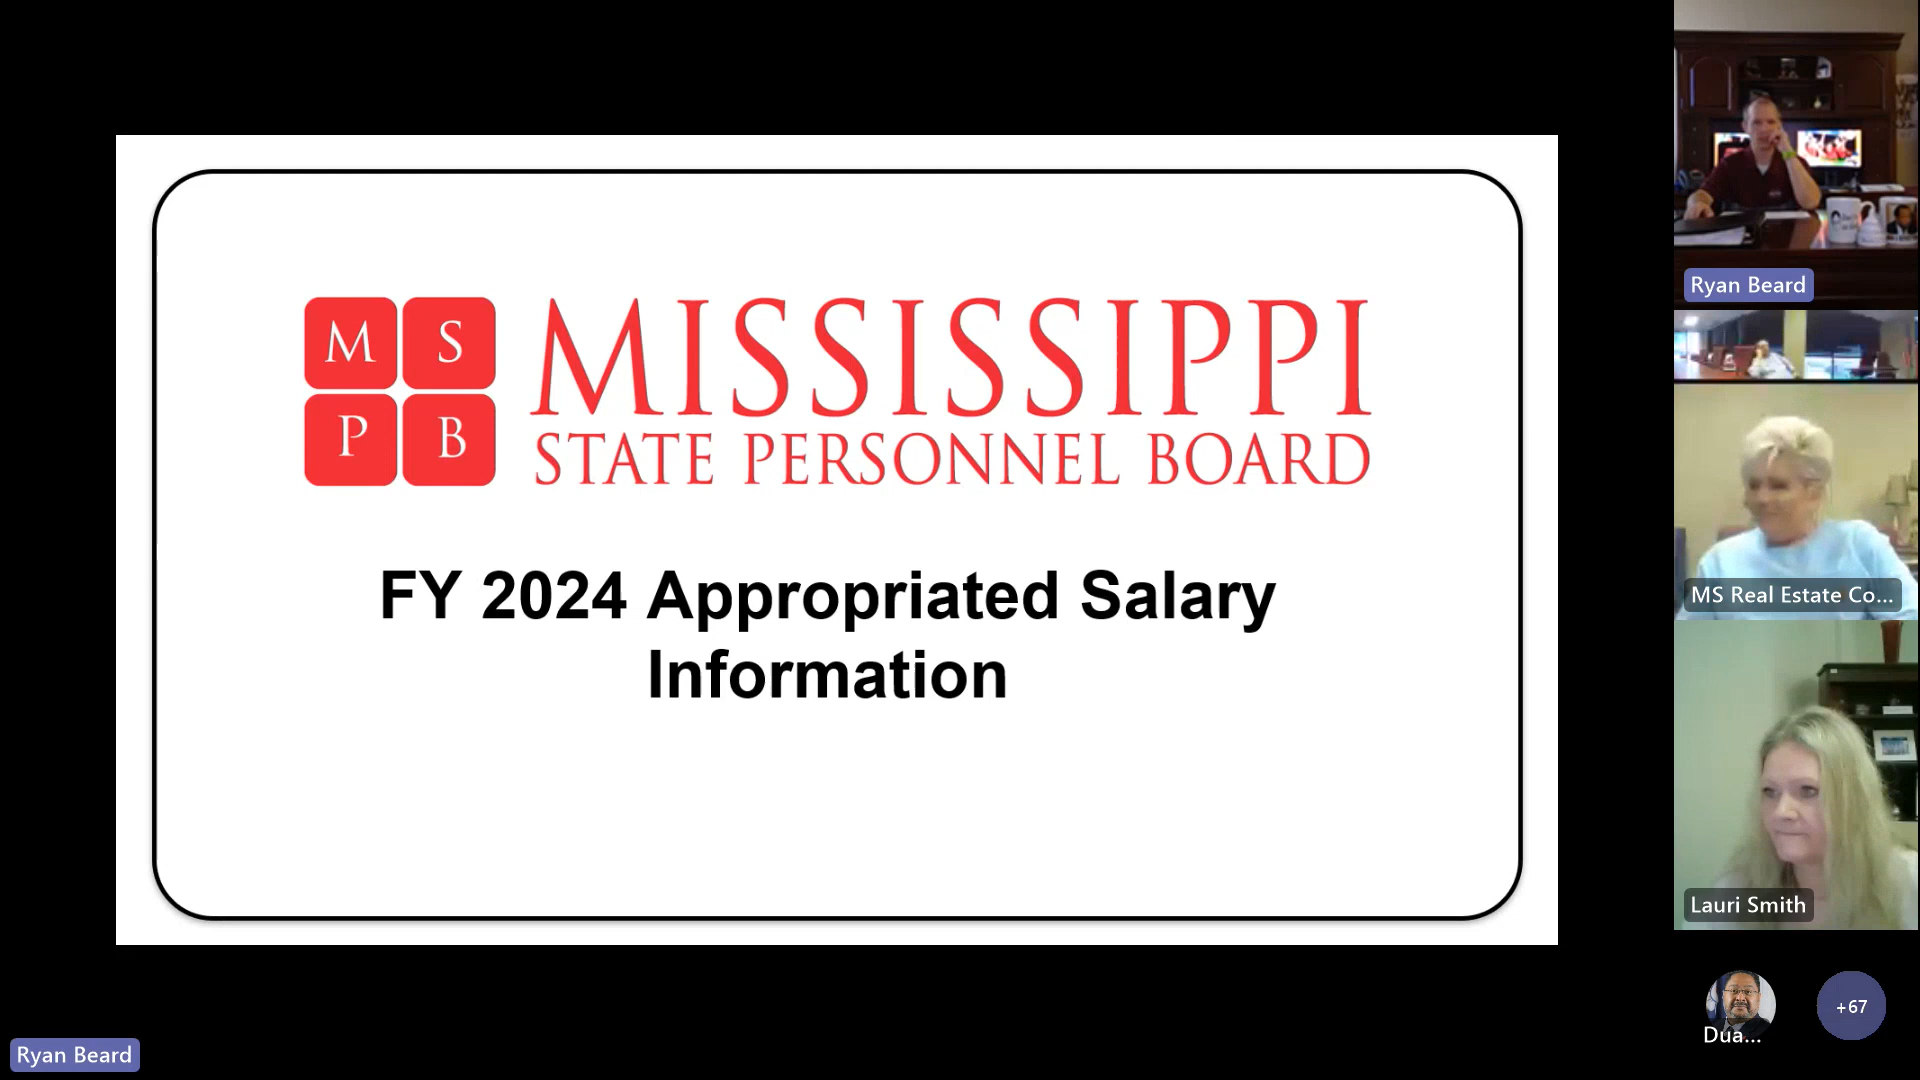 M S
P B
MISSISSIPPI
STATE PERSONNEL BOARD
FY 2024 Appropriated Salary
Information
Ryan Beard
MS Real Estate Co...
Lauri Smith
Dua...
+67
Ryan Beard